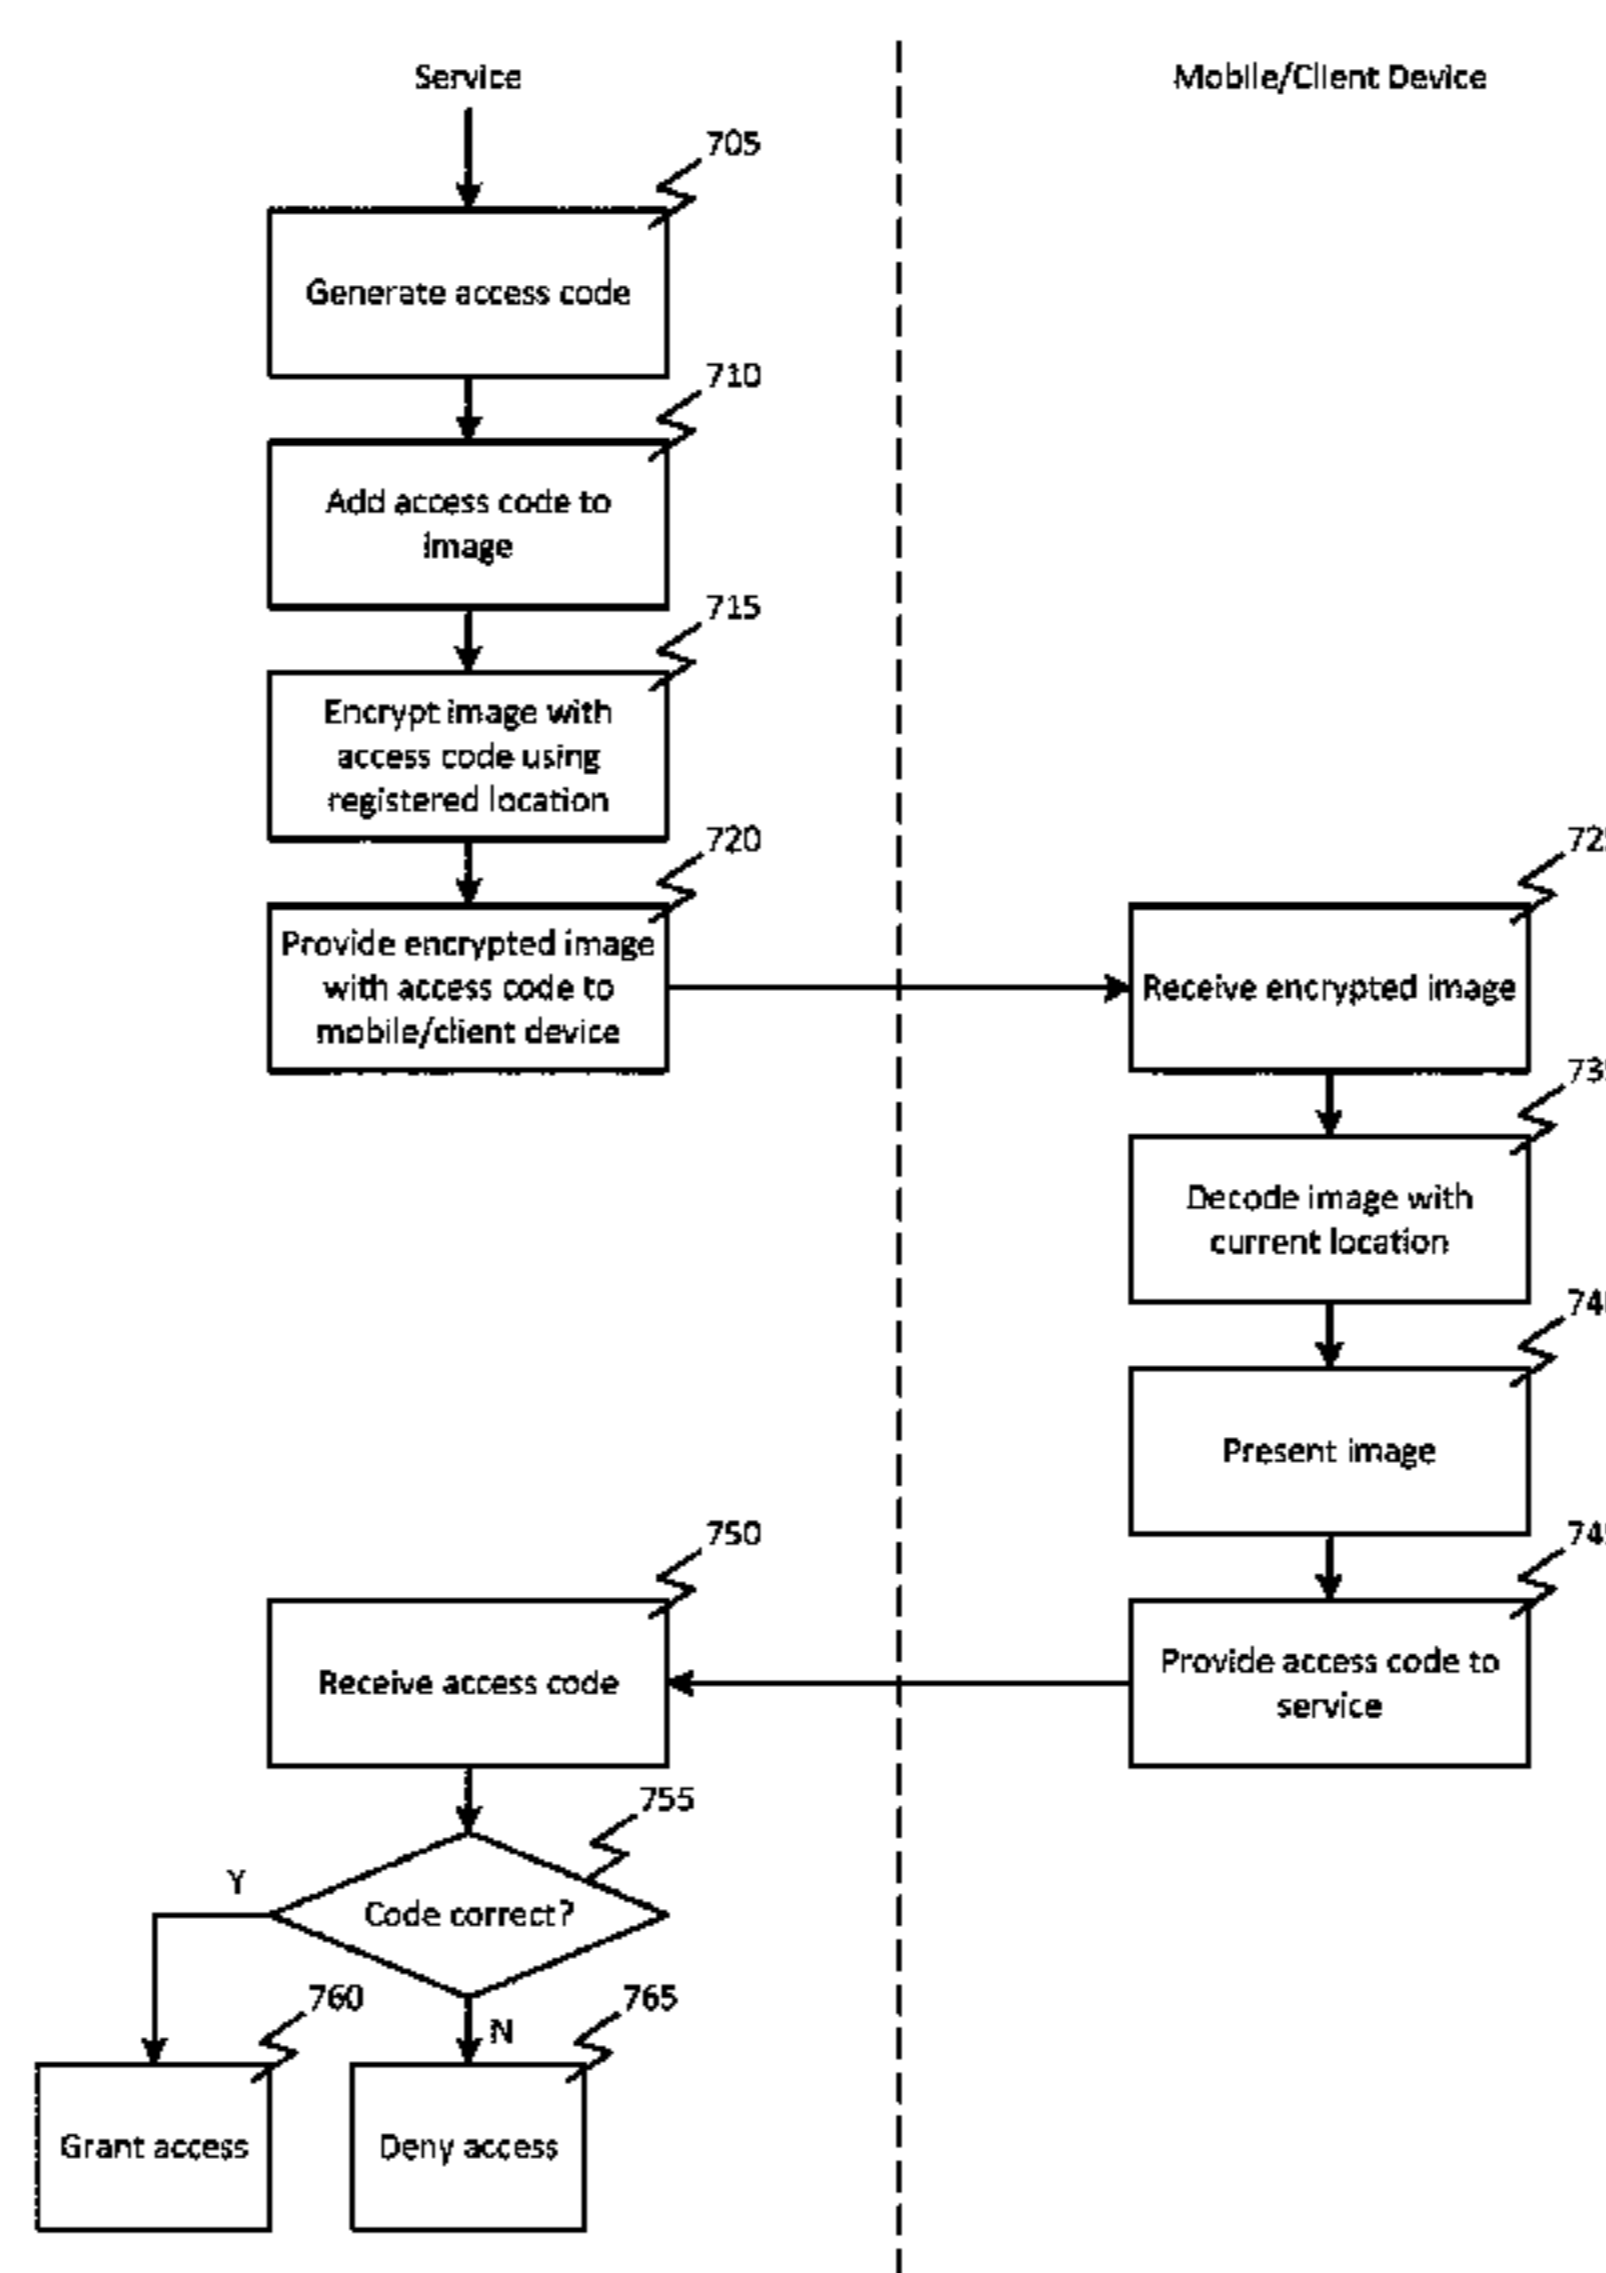 Service
Mobile/Client Device
705
Generate access code
710
Add access code to
image
715
Encrypt image with
access code using
registered location
720
Provide encrypted image
with access code to
mobile/client device
Receive encrypted image
Decode image with
current location
Present image
Provide access code to
service
750
Receive access code
755
Code correct?
Y
N
760
Grant access
765
Deny access